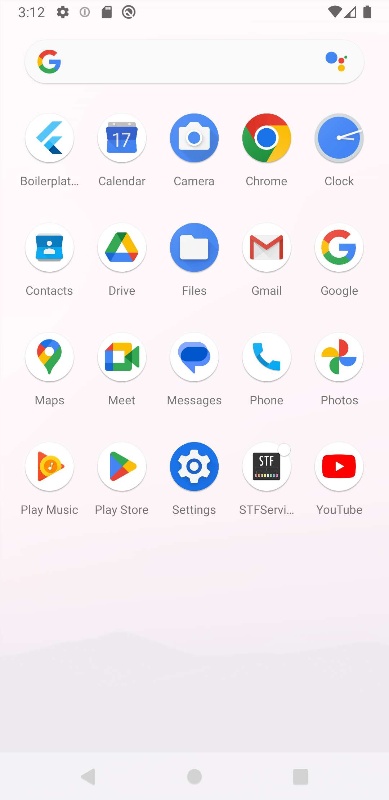 3:12
Boilerplat... Calendar Camera Chrome Clock
17
Contacts Drive Files Gmail Google
Maps Meet Messages Phone Photos
STF
Play Music Play Store Settings STFServi... YouTube